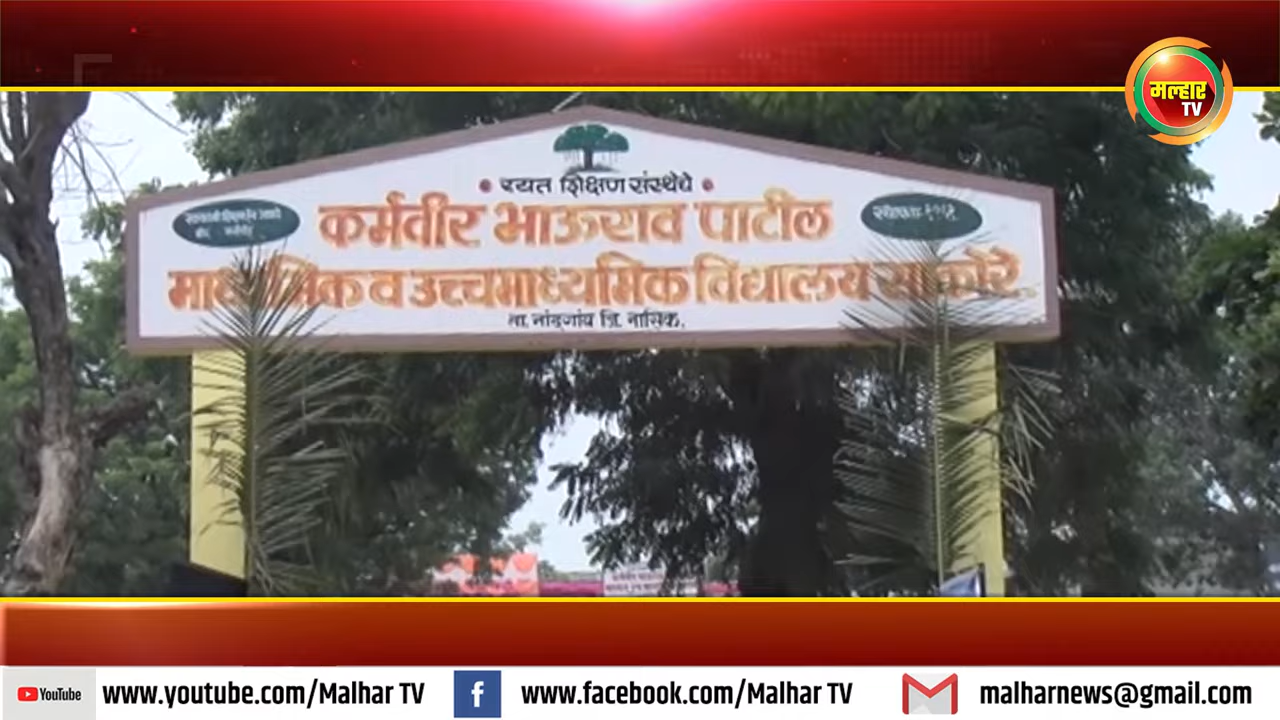 मल्हार
TV
रयत शिक्षण संस्थेचे
कर्मवीर भाऊराव पाटील
माध्यमिक व उच्चमाध्यमिक विद्यालय साकोरे
ता. नांदगांव जि. नासिक.
YouTube
www.youtube.com/Malhar TV
www.facebook.com/Malhar TV
malharnews@gmail.com